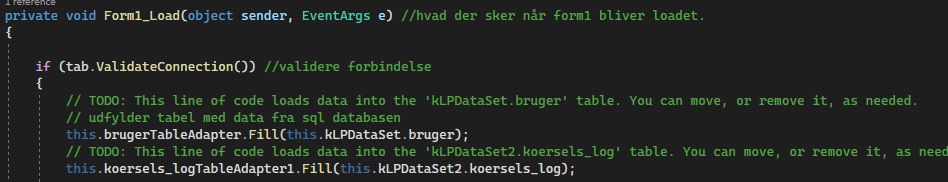 1 reference
private void Form1_Load(object sender, EventArgs e) //hvad der sker når form1 bliver loadet.
{
if (tab.ValidateConnection()) //validere forbindelse
{
// TODO: This line of code loads data into the 'kLPDataSet.bruger' table. You can move, or remove it, as needed.
// udfylder tabel med data fra sql databasen
this.brugerTableAdapter.Fill(this.kLPDataSet.bruger);
// TODO: This line of code loads data into the 'kLPDataSet2.koersels_log' table. You can move, or remove it, as need
this.koersels_logTableAdapter1.Fill(this.kLPDataSet2.koersels_log);